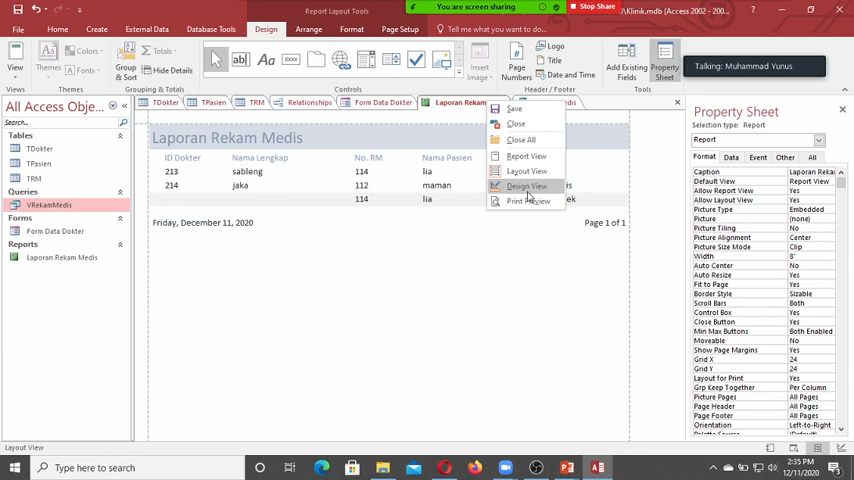 Report Layout Tools
You are screen sharing
Stop Share
\Klinik.mdb (Access 2002 - 200...
File
Home
Create
External Data
Database Tools
Design
Arrange
Format
Page Setup
Tell me what you want to do...
View
Themes
Colors
Fonts
Group & Sort
Totals
Hide Details
Aa
Aa
ab|
xxxx
Insert Image
Page Numbers
Logo
Title
Date and Time
Add Existing Fields
Property Sheet
Talking: Muhammad Yunus
Views
Themes
Grouping & Totals
Controls
Header / Footer
Tools
All Access Obje...
Search...
Tables
TDokter
TPasien
TRM
Queries
VRekamMedis
Forms
Form Data Dokter
Reports
Laporan Rekam Medis
TDokter
TPasien
TRM
Relationships
Form Data Dokter
Laporan Rekam
Laporan Rekam Medis
ID Dokter
Nama Lengkap
No. RM
Nama Pasien
213
sableng
114
lia
214
jaka
112
maman
is
114
lia
ek
Friday, December 11, 2020
Page 1 of 1
Save
Close
Close All
Report View
Layout View
Design View
Print Preview
Property Sheet
Selection type: Report
Report
Format
Data
Event
Other
All
Caption Laporan Reka
Default View Report View
Allow Report View Yes
Allow Layout View Yes
Picture Type Embedded
Picture (none)
Picture Tiling No
Picture Alignment Center
Picture Size Mode Clip
Width 8"
Auto Center No
Auto Resize Yes
Fit to Page Yes
Border Style Sizable
Scroll Bars Both
Control Box Yes
Close Button Yes
Min Max Buttons Both Enabled
Moveable No
Show Page Margins Yes
Grid X 24
Grid Y 24
Layout for Print Yes
Grp Keep Together Per Column
Picture Pages All Pages
Page Header All Pages
Page Footer All Pages
Orientation Left-to-Right
Layout View
Type here to search
2:35 PM
12/11/2020
3